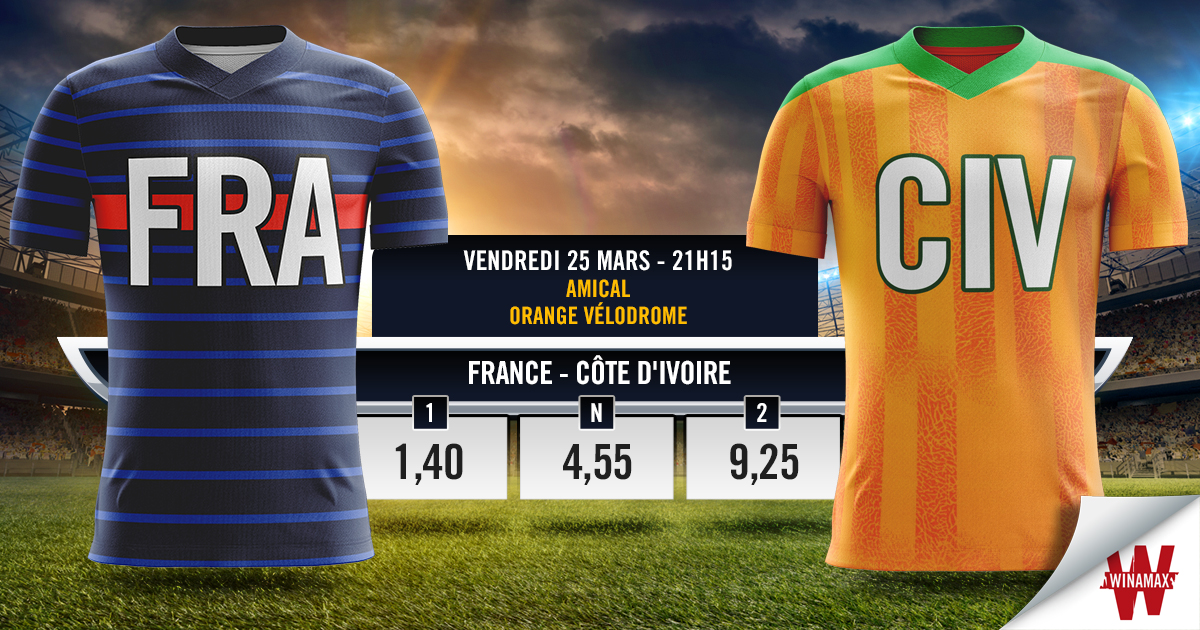 FRA
CIV
VENDREDI 25 MARS - 21H15
AMICAL
ORANGE VÉLODROME
FRANCE - CÔTE D'IVOIRE
1 N 2
1,40 4,55 9,25
W
WINAMAX